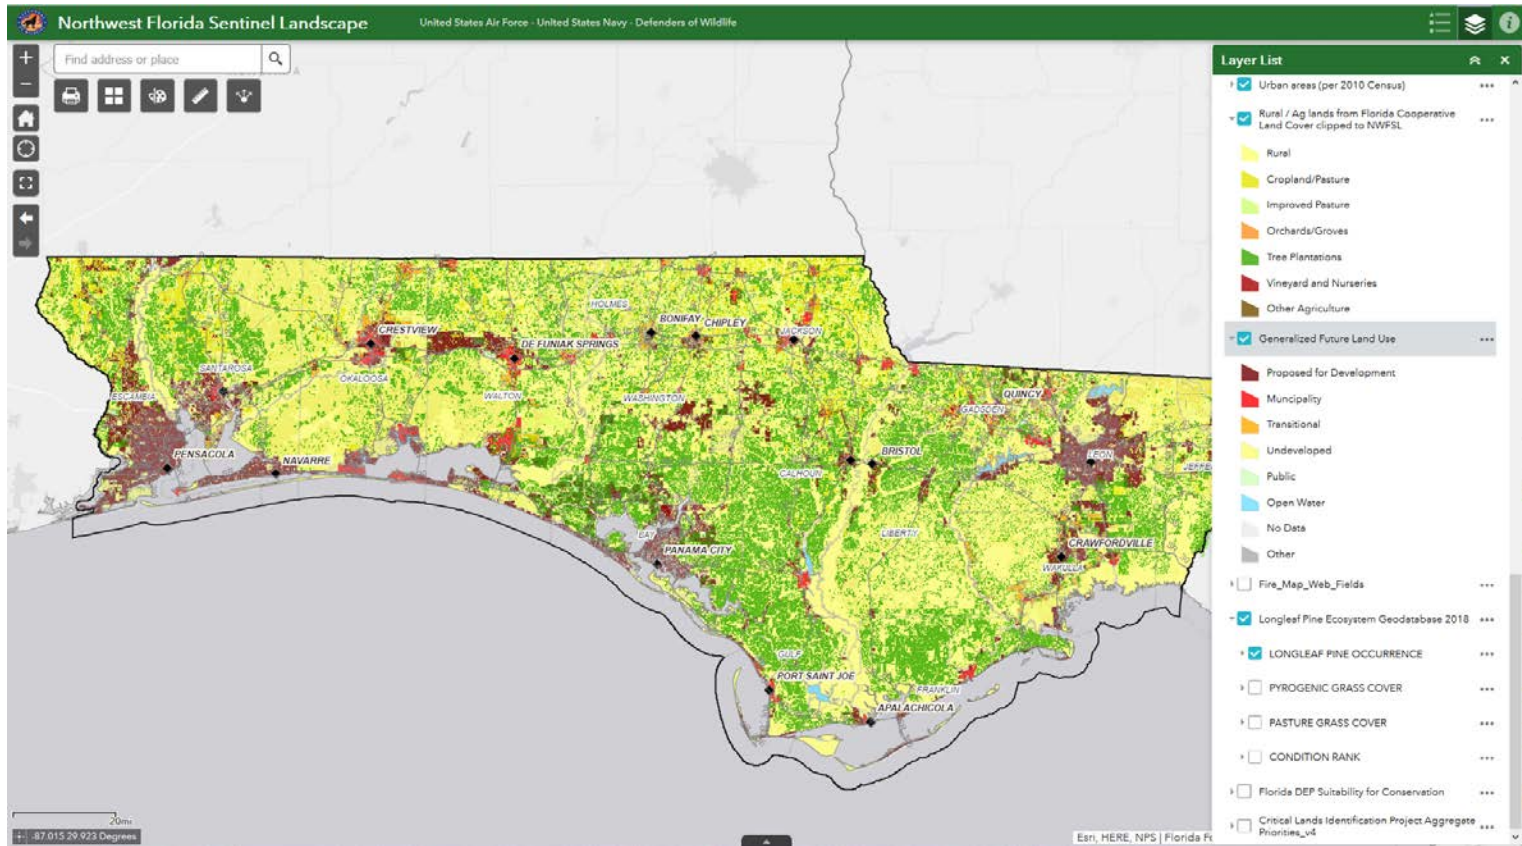 Northwest Florida Sentinel Landscape
United States Air Force - United States Navy - Defenders of Wildlife
Find address or place
Layer List
Urban areas (per 2010 Census)
Rural / Ag lands from Florida Cooperative
Land Cover clipped to NWFSL
Rural
Cropland/Pasture
Improved Pasture
Orchards/Groves
Tree Plantations
Vineyard and Nurseries
Other Agriculture
Generalized Future Land Use
Proposed for Development
Muncipality
Transitional
Undeveloped
Public
Open Water
No Data
Other
Fire_Map_Web_Fields
Longleaf Pine Ecosystem Geodatabase 2018
LONGLEAF PINE OCCURRENCE
PYROGENIC GRASS COVER
PASTURE GRASS COVER
CONDITION RANK
Florida DEP Suitability for Conservation
Critical Lands Identification Project Aggregate
Priorities_v4
HOLMES
BONIFAY
CHIPLEY
JACKSON
CRESTVIEW
DE FUNIAK SPRINGS
SANTAROSA
OKALOOSA
ESCAMBIA
WALTON
WASHINGTON
QUINCY
GADSDEN
PENSACOLA
NAVARRE
BRISTOL
LEON
CALHOUN
JEFFE
LIBERTY
BAY
PANAMA CITY
CRAWFORDVILLE
WAKULLA
GULF
PORT SAINT JOE
FRANKLIN
APALACHICOLA
20mi
-87.015 29.923 Degrees
Esri, HERE, NPS | Florida Fi